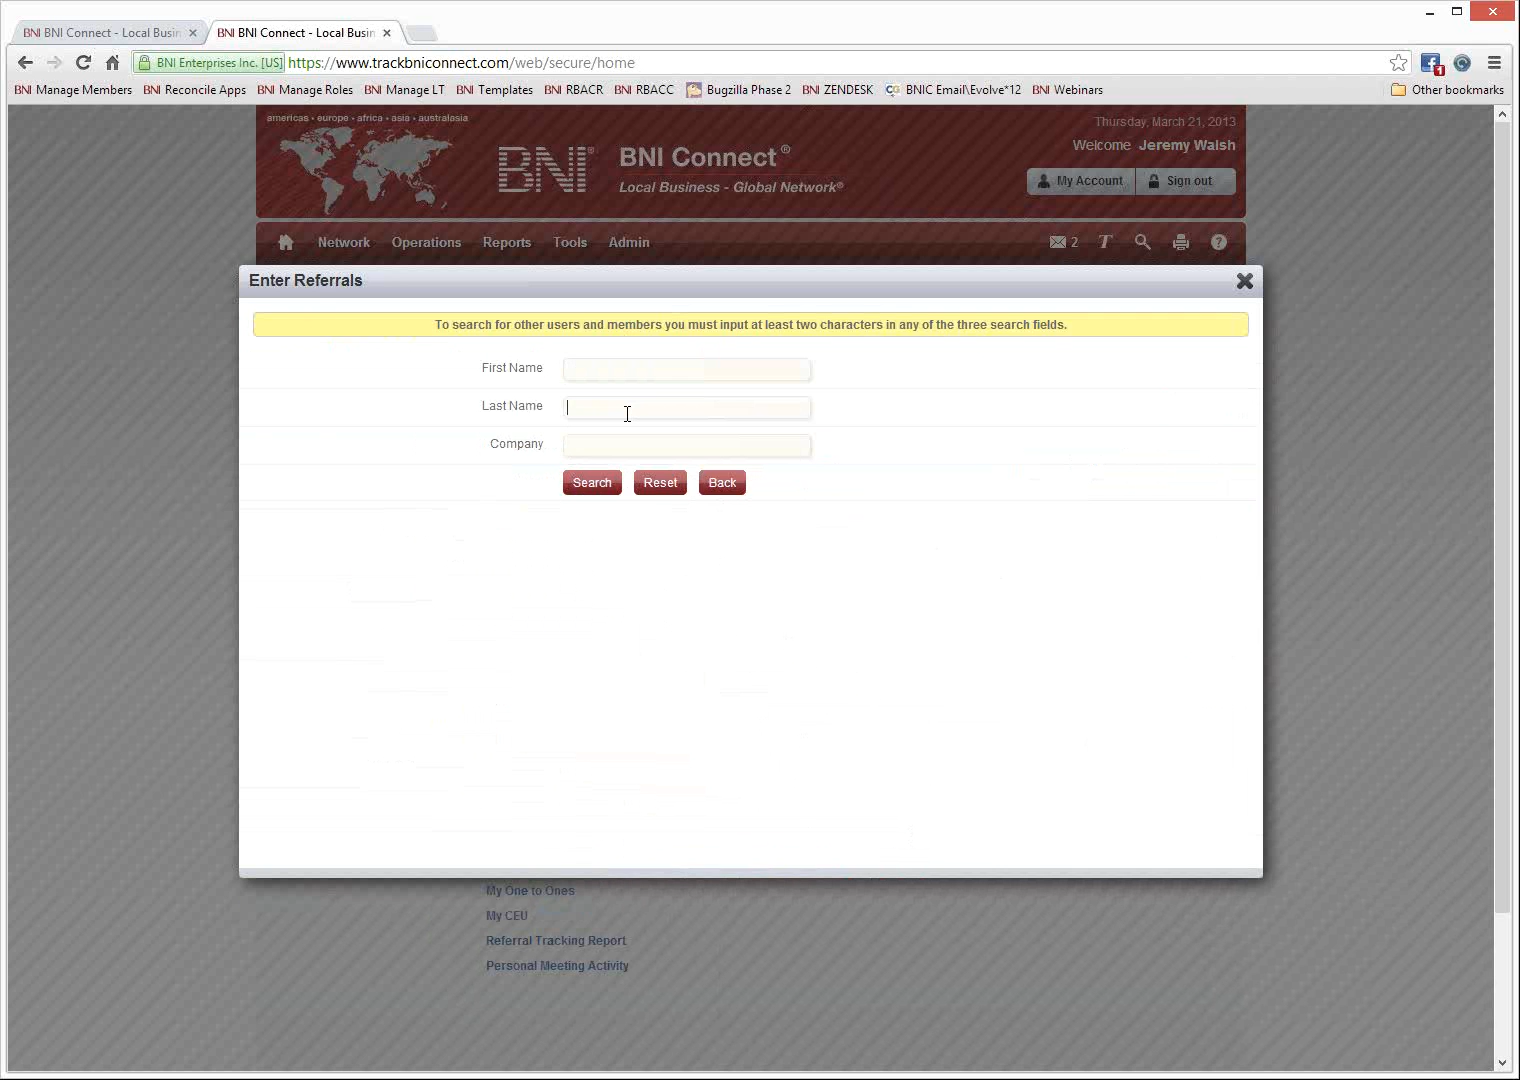 BNI BNI Connect - Local Busin
BNI BNI Connect - Local Busin
BNI Enterprises Inc. [US] https://www.trackbniconnect.com/web/secure/home
1
BNI Manage Members BNI Reconcile Apps BNI Manage Roles BNI Manage LT BNI Templates BNI RBACR BNI RBACC Bugzilla Phase 2 BNI ZENDESK BNIC Email\Evolve*12 BNI Webinars Other bookmarks
americas • europe • africa • asia • australasia
Thursday, March 21, 2013
Welcome Jeremy Walsh
BNI®
BNI Connect®
Local Business - Global Network®
My Account Sign out
Network Operations Reports Tools Admin 2 T ?
Enter Referrals
To search for other users and members you must input at least two characters in any of the three search fields.
First Name
Last Name
Company
Search Reset Back
My One to Ones
My CEU
Referral Tracking Report
Personal Meeting Activity